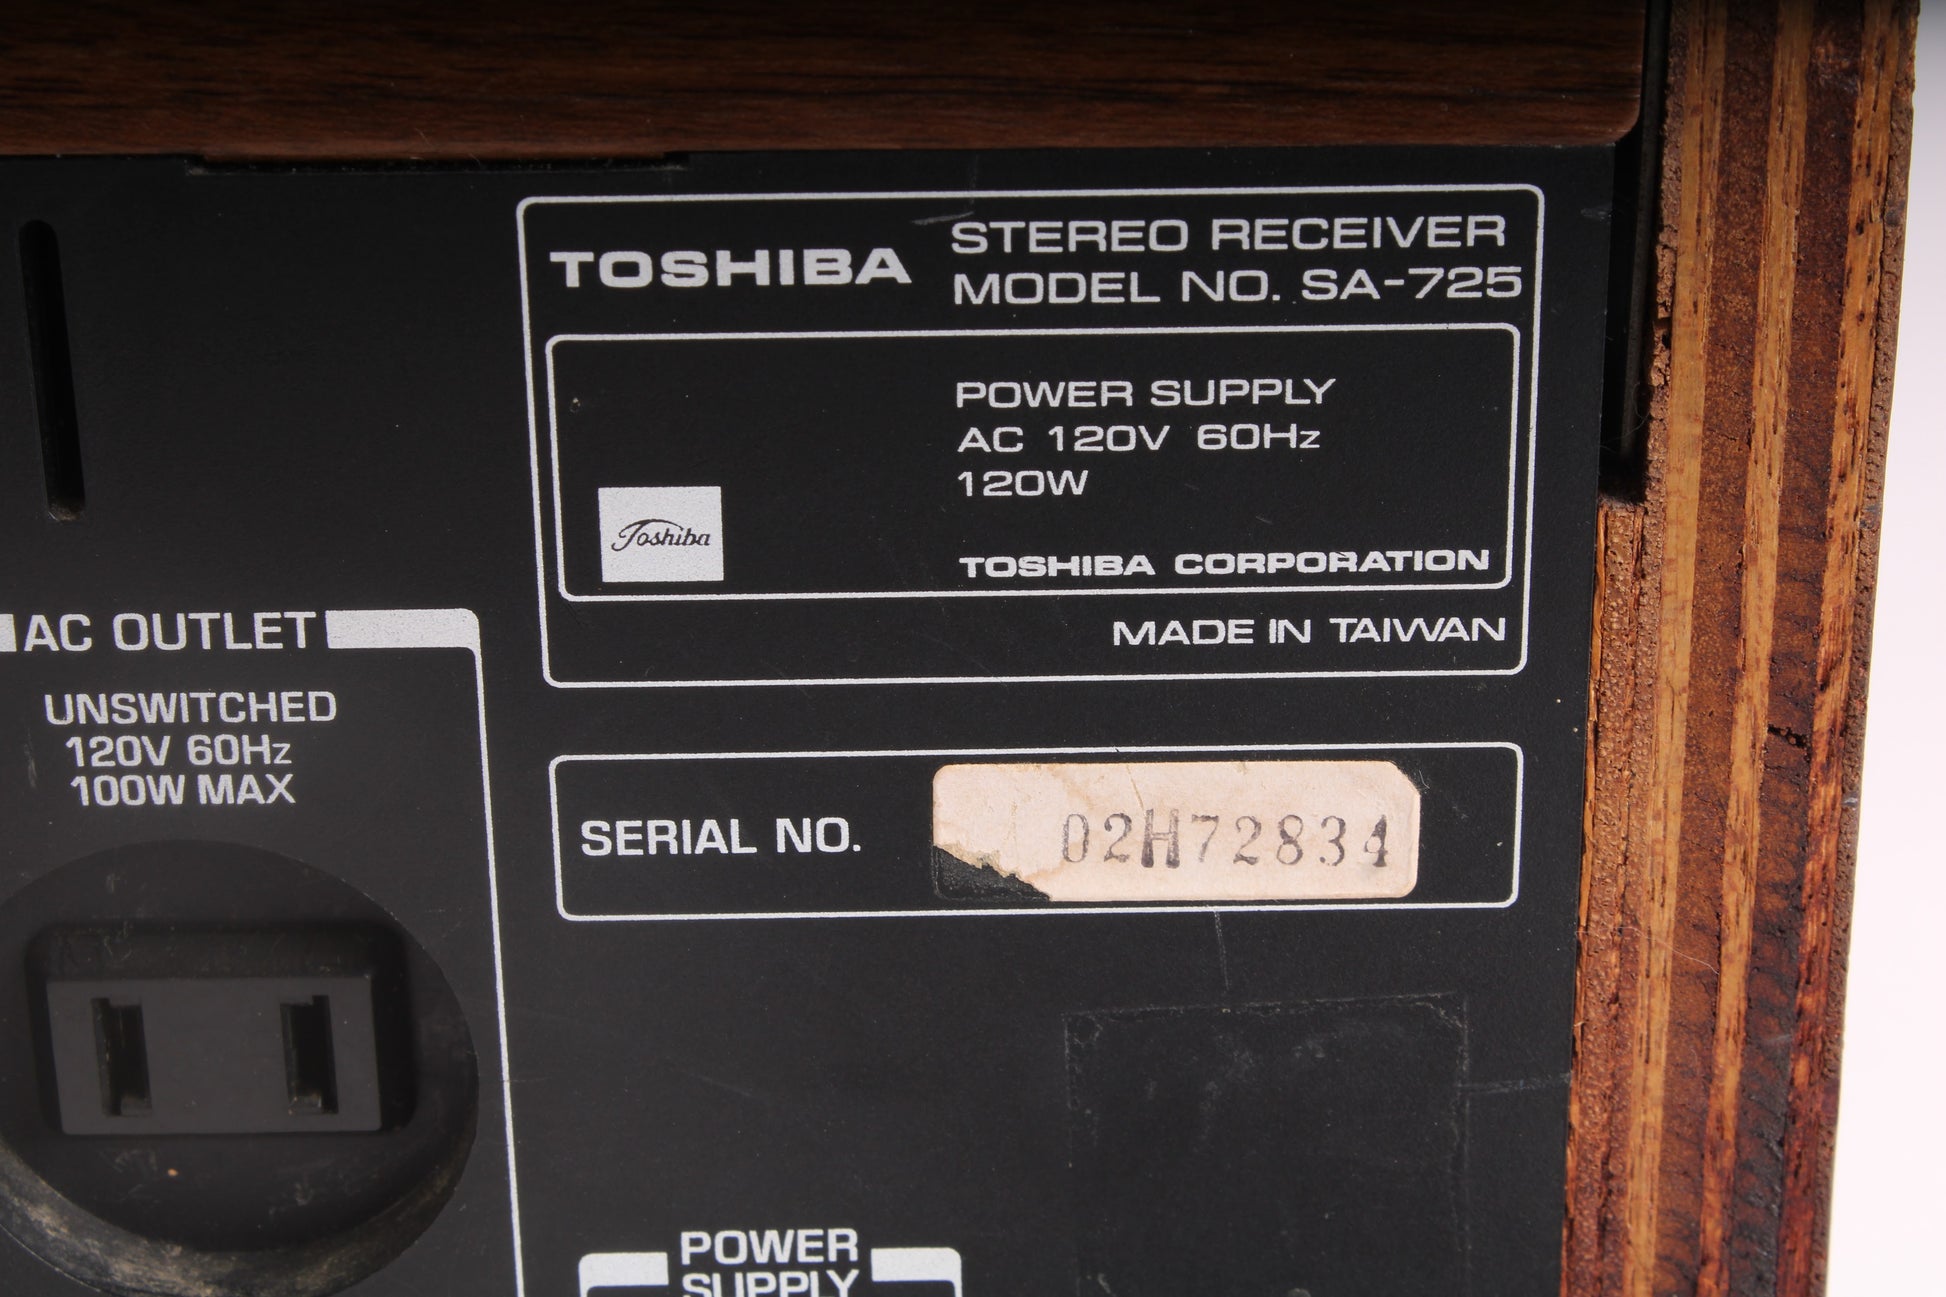 TOSHIBA
STEREO RECEIVER
MODEL NO. SA-725
POWER SUPPLY
AC 120V 60Hz
120W
Toshiba
TOSHIBA CORPORATION
MADE IN TAIWAN
AC OUTLET
UNSWITCHED
120V 60Hz
100W MAX
SERIAL NO.
02H72834
POWER
SUPPLY